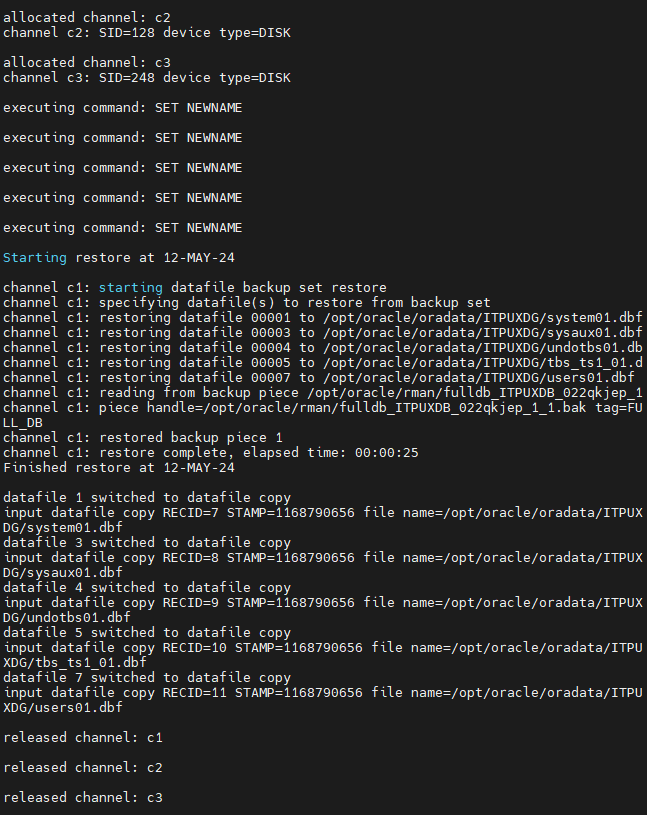 allocated channel: c2
channel c2: SID=128 device type=DISK
allocated channel: c3
channel c3: SID=248 device type=DISK
executing command: SET NEWNAME
executing command: SET NEWNAME
executing command: SET NEWNAME
executing command: SET NEWNAME
executing command: SET NEWNAME
Starting restore at 12-MAY-24
channel c1: starting datafile backup set restore
channel c1: specifying datafile(s) to restore from backup set
channel c1: restoring datafile 00001 to /opt/oracle/oradata/ITPUXDG/system01.dbf
channel c1: restoring datafile 00003 to /opt/oracle/oradata/ITPUXDG/sysaux01.dbf
channel c1: restoring datafile 00004 to /opt/oracle/oradata/ITPUXDG/undotbs01.db
channel c1: restoring datafile 00005 to /opt/oracle/oradata/ITPUXDG/tbs_ts1_01.d
channel c1: restoring datafile 00007 to /opt/oracle/oradata/ITPUXDG/users01.dbf
channel c1: reading from backup piece /opt/oracle/rman/fulldb_ITPUXDB_022qkjep_1
channel c1: piece handle=/opt/oracle/rman/fulldb_ITPUXDB_022qkjep_1_1.bak tag=FU
LL_DB
channel c1: restored backup piece 1
channel c1: restore complete, elapsed time: 00:00:25
Finished restore at 12-MAY-24
datafile 1 switched to datafile copy
input datafile copy RECID=7 STAMP=1168790656 file name=/opt/oracle/oradata/ITPUX
DG/system01.dbf
datafile 3 switched to datafile copy
input datafile copy RECID=8 STAMP=1168790656 file name=/opt/oracle/oradata/ITPUX
DG/sysaux01.dbf
datafile 4 switched to datafile copy
input datafile copy RECID=9 STAMP=1168790656 file name=/opt/oracle/oradata/ITPUX
DG/undotbs01.dbf
datafile 5 switched to datafile copy
input datafile copy RECID=10 STAMP=1168790656 file name=/opt/oracle/oradata/ITPU
XDG/tbs_ts1_01.dbf
datafile 7 switched to datafile copy
input datafile copy RECID=11 STAMP=1168790656 file name=/opt/oracle/oradata/ITPU
XDG/users01.dbf
released channel: c1
released channel: c2
released channel: c3